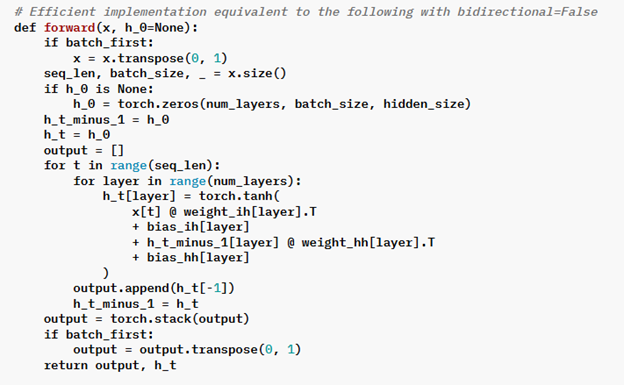 # Efficient implementation equivalent to the following with bidirectional=False
def forward(x, h_0=None):
    if batch_first:
        x = x.transpose(0, 1)
    seq_len, batch_size, _ = x.size()
    if h_0 is None:
        h_0 = torch.zeros(num_layers, batch_size, hidden_size)
    h_t_minus_1 = h_0
    h_t = h_0
    output = []
    for t in range(seq_len):
        for layer in range(num_layers):
            h_t[layer] = torch.tanh(
                x[t] @ weight_ih[layer].T
                + bias_ih[layer]
                + h_t_minus_1[layer] @ weight_hh[layer].T
                + bias_hh[layer]
            )
        output.append(h_t[-1])
        h_t_minus_1 = h_t
    output = torch.stack(output)
    if batch_first:
        output = output.transpose(0, 1)
    return output, h_t